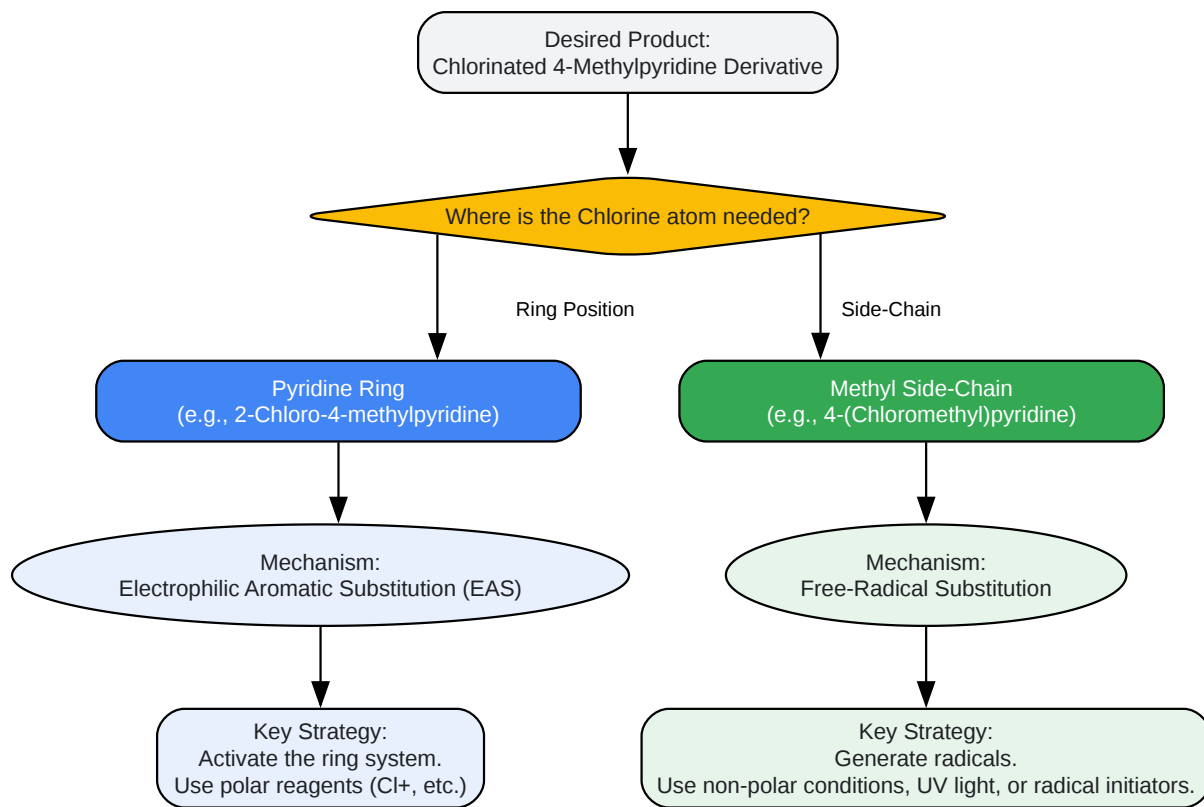 Desired Product:
Chlorinated 4-Methylpyridine Derivative
Where is the Chlorine atom needed?
Ring Position
Side-Chain
Pyridine Ring
(e.g., 2-Chloro-4-methylpyridine)
Methyl Side-Chain
(e.g., 4-(Chloromethyl)pyridine)
Mechanism:
Electrophilic Aromatic Substitution (EAS)
Mechanism:
Free-Radical Substitution
Key Strategy:
Activate the ring system.
Use polar reagents (Cl+, etc.)
Key Strategy:
Generate radicals.
Use non-polar conditions, UV light, or radical initiators.